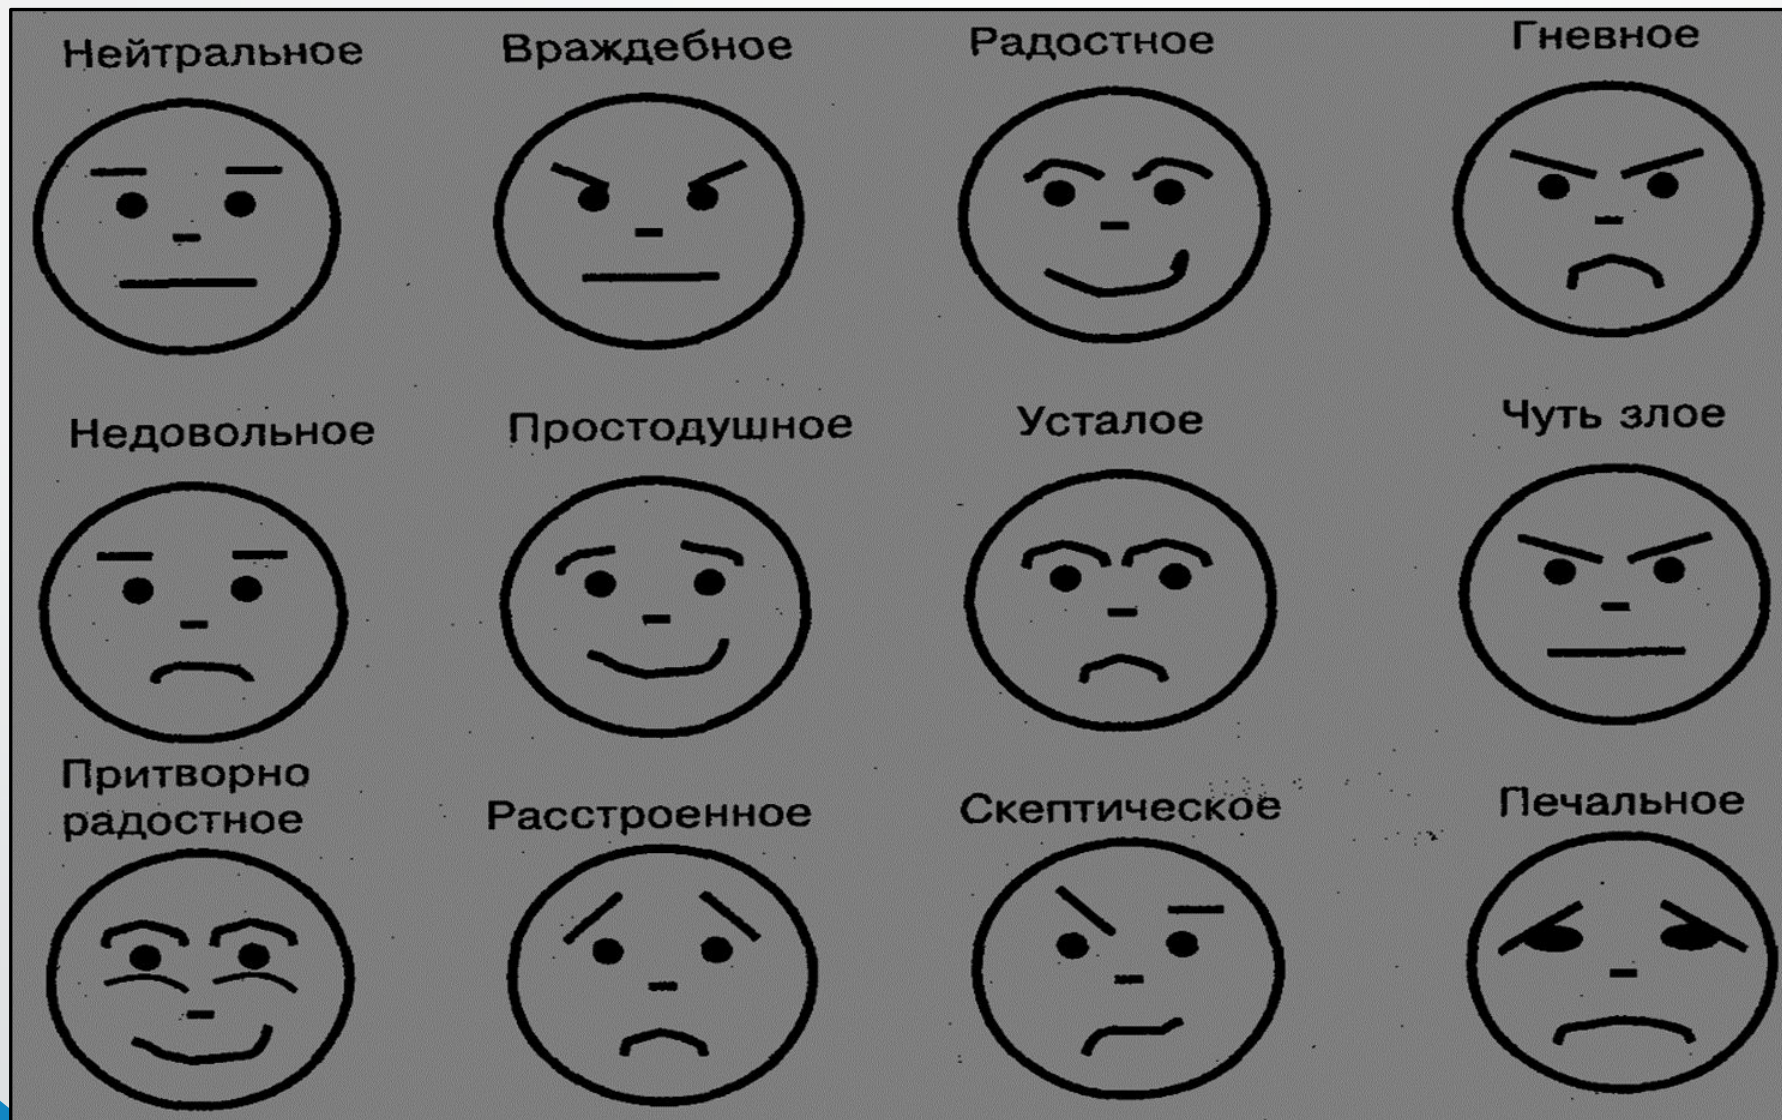 Нейтральное
Враждебное
Радостное
Гневное
Недовольное
Простодушное
Усталое
Чуть злое
Притворно
радостное
Расстроенное
Скептическое
Печальное